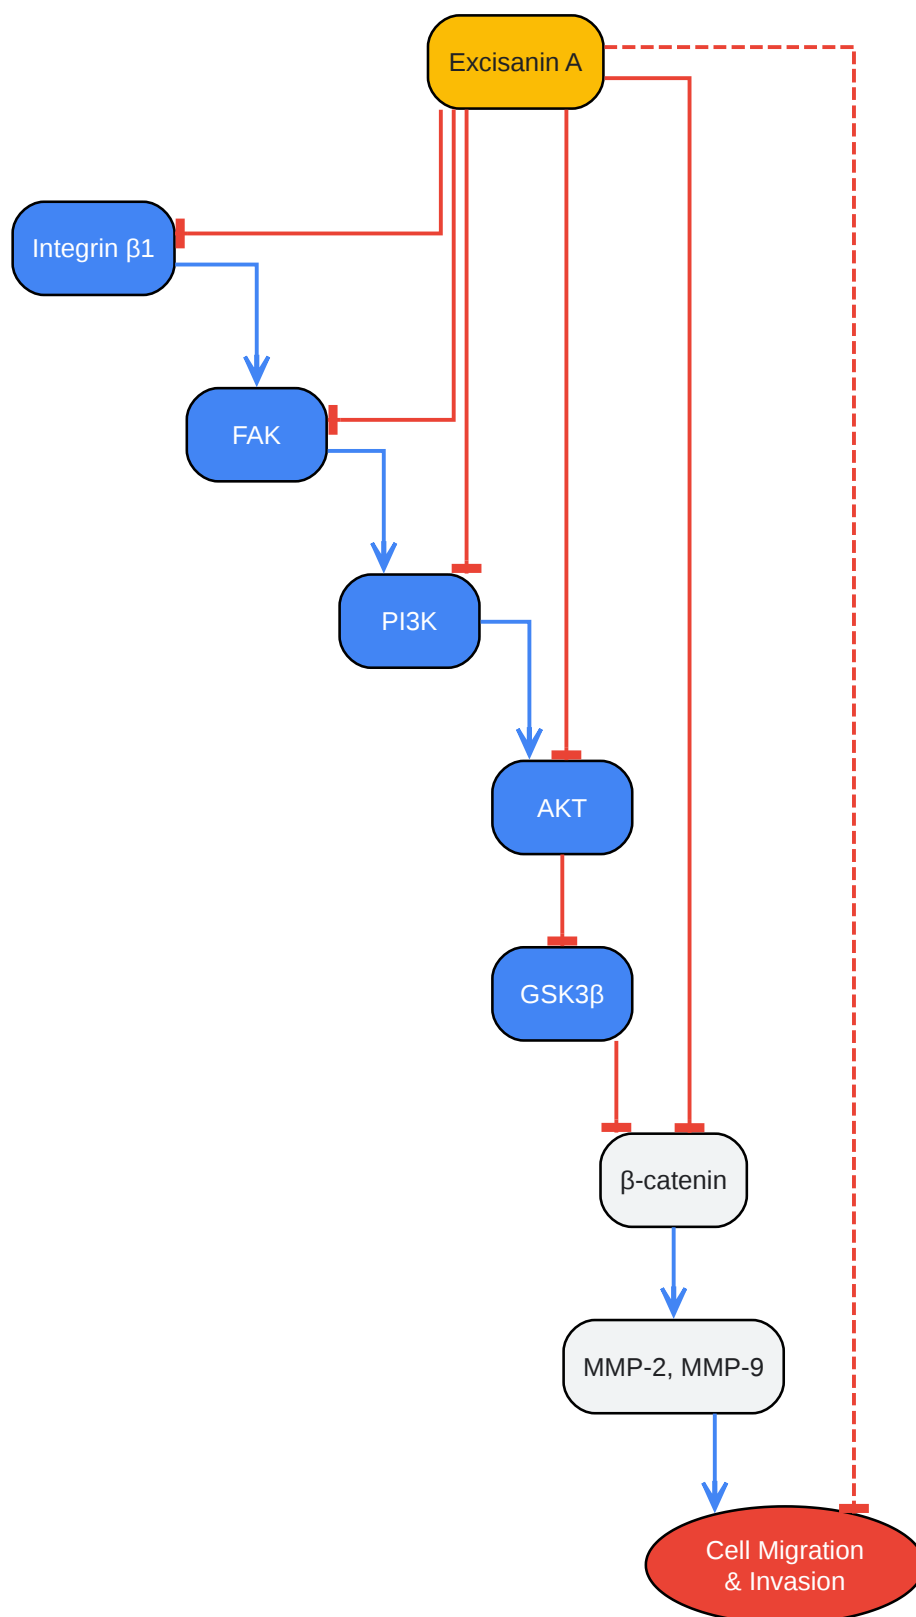 Excisanin A
Integrin β1
FAK
PI3K
AKT
GSK3β
β-catenin
MMP-2, MMP-9
Cell Migration
& Invasion